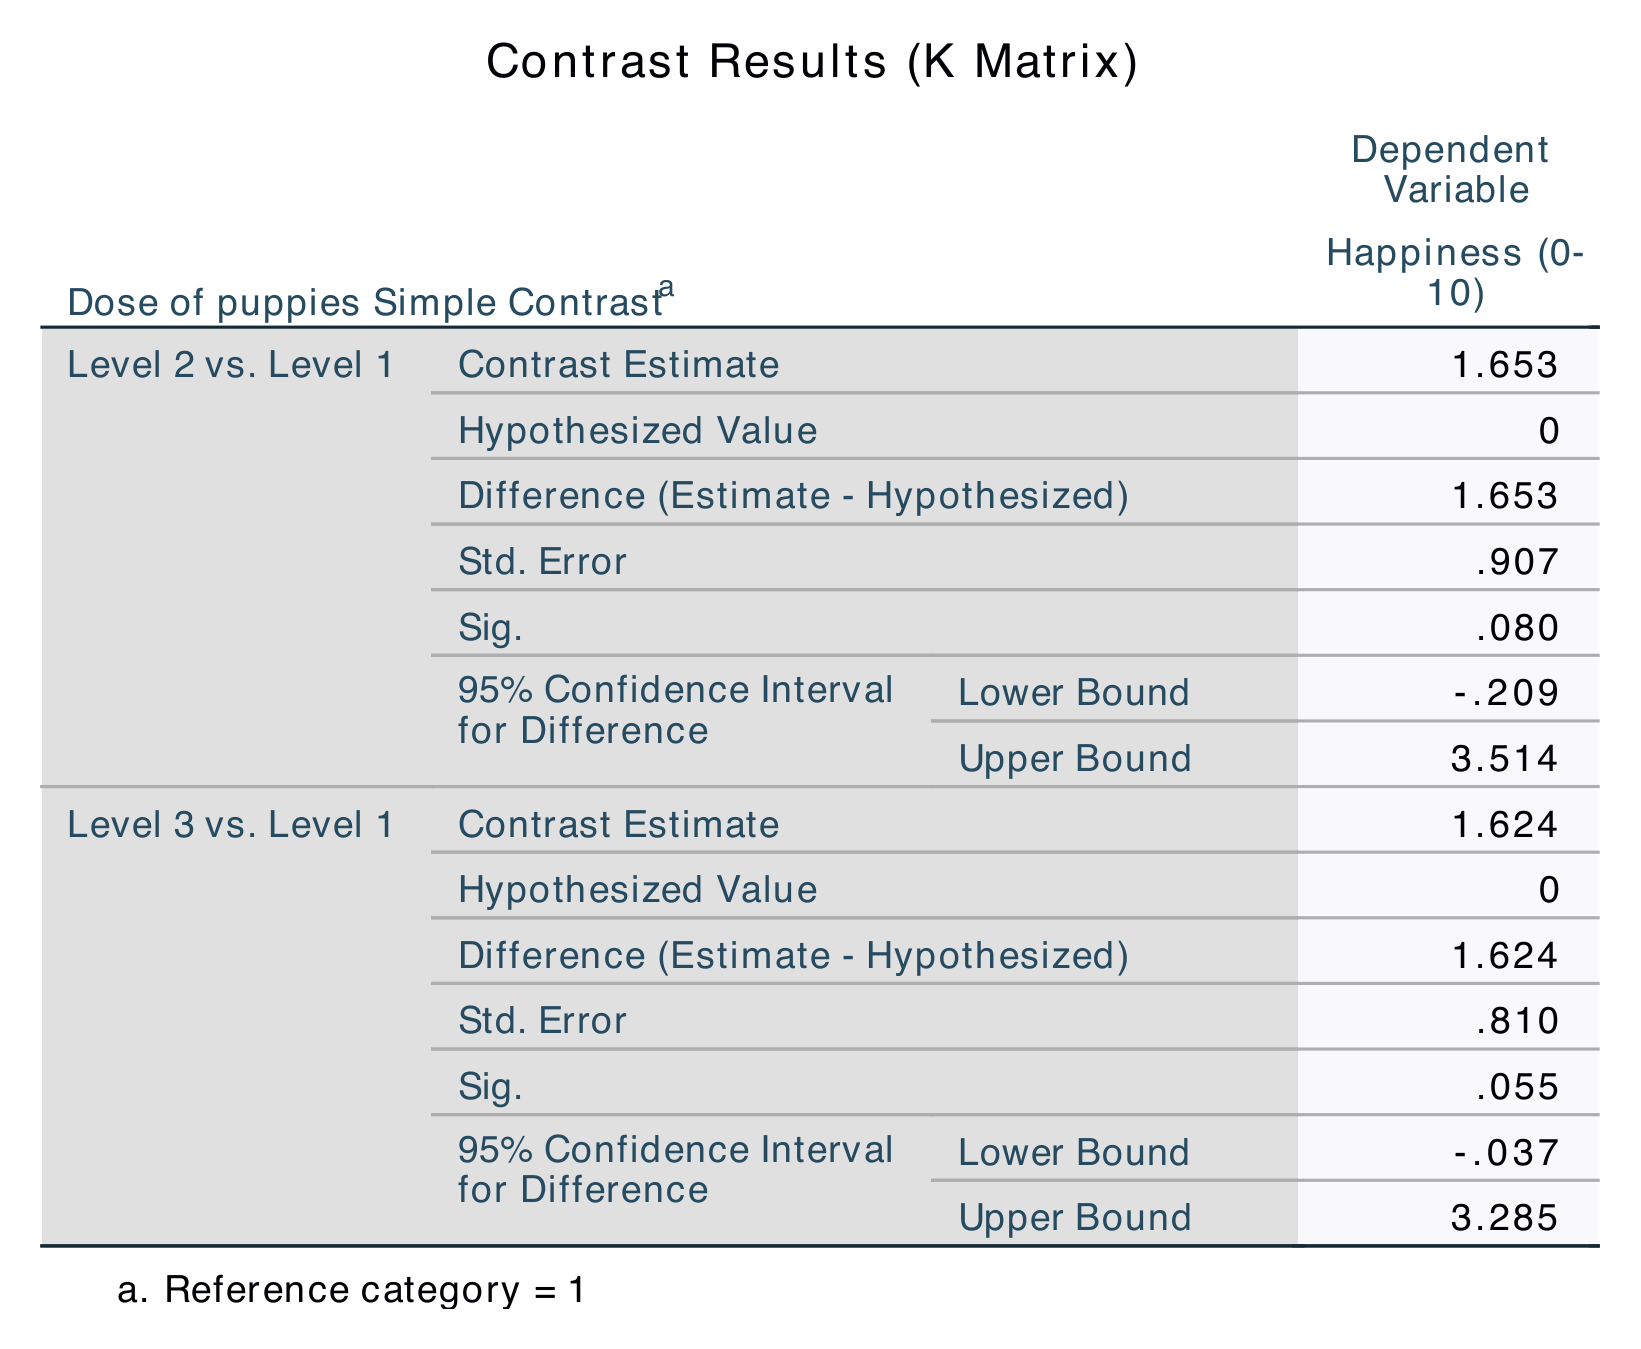 Contrast Results (K Matrix)
Dependent
Variable
Happiness (0-
10)
Dose of puppies Simple Contrast a
Level 2 vs. Level 1 Contrast Estimate 1.653
Hypothesized Value 0
Difference (Estimate - Hypothesized) 1.653
Std. Error .907
Sig. .080
95% Confidence Interval
for Difference
Lower Bound -.209
Upper Bound 3.514
Level 3 vs. Level 1 Contrast Estimate 1.624
Hypothesized Value 0
Difference (Estimate - Hypothesized) 1.624
Std. Error .810
Sig. .055
95% Confidence Interval
for Difference
Lower Bound -.037
Upper Bound 3.285
a. Reference category = 1